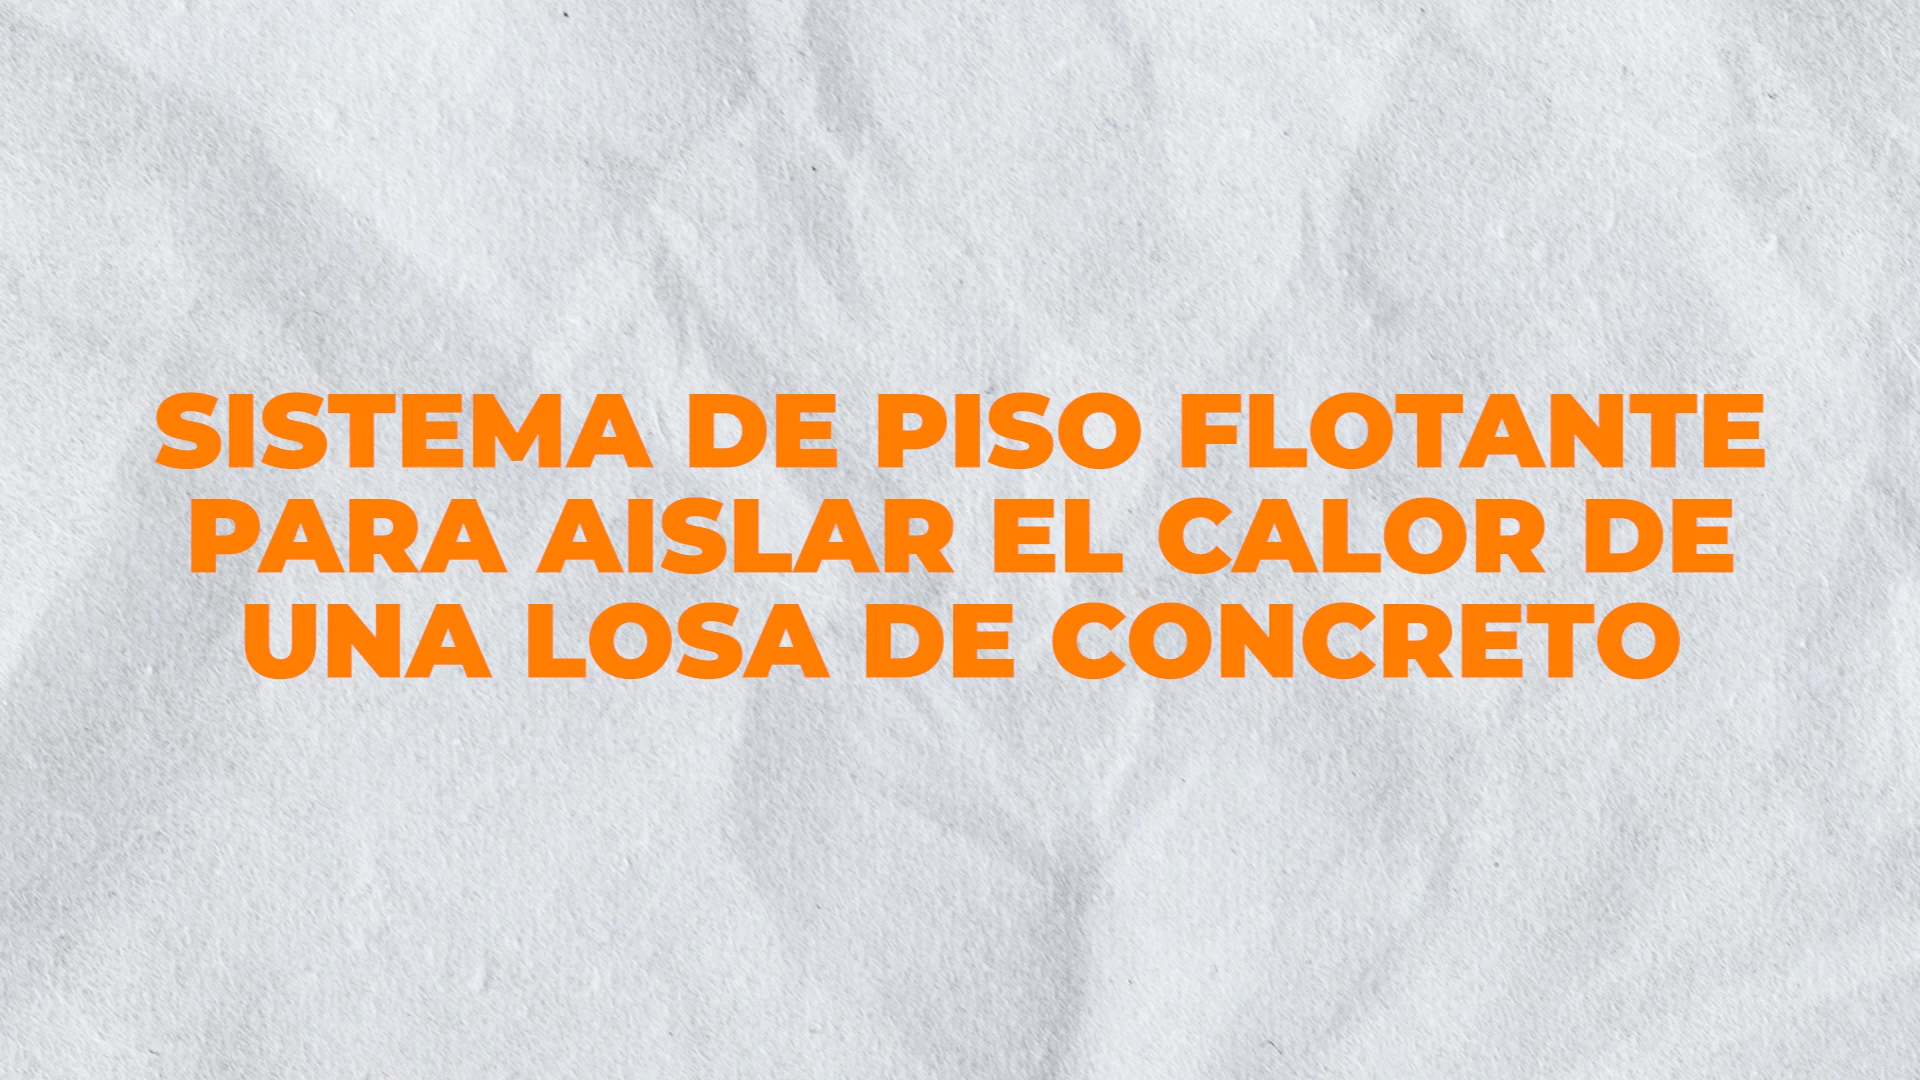 SISTEMA DE PISO FLOTANTE
PARA AISLAR EL CALOR DE
UNA LOSA DE CONCRETO